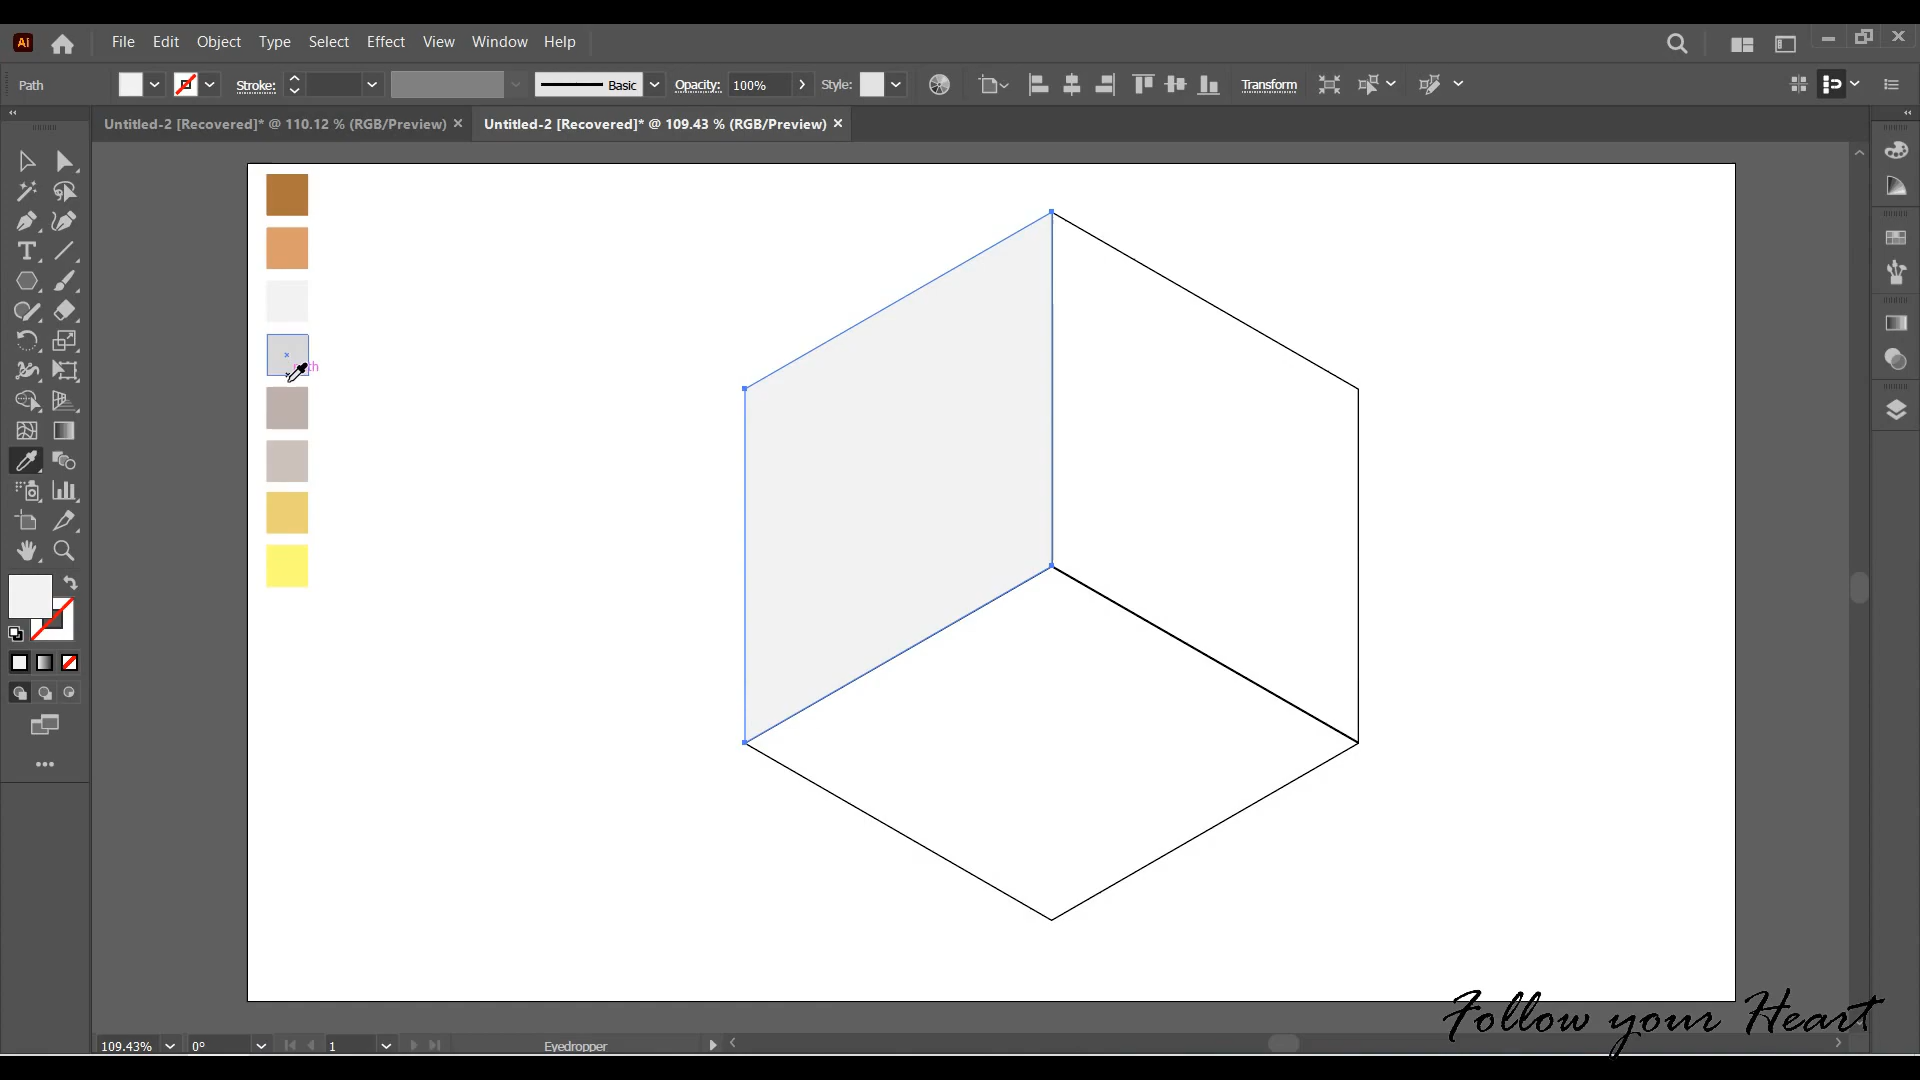 Ai File Edit Object Type Select Effect View Window Help
Path Stroke: Basic Opacity: 100% Style: Transform
Untitled-2 [Recovered]* @ 110.12 % (RGB/Preview) Untitled-2 [Recovered]* @ 109.43 % (RGB/Preview)
109.43% 0° 1 Eyedropper
Follow your Heart